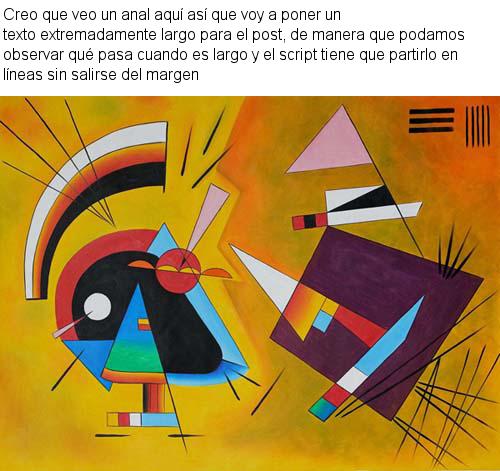 Creo que veo un anal aquí así que voy a poner un
texto extremadamente largo para el post, de manera que podamos
observar qué pasa cuando es largo y el script tiene que partirlo en
líneas sin salirse del margen